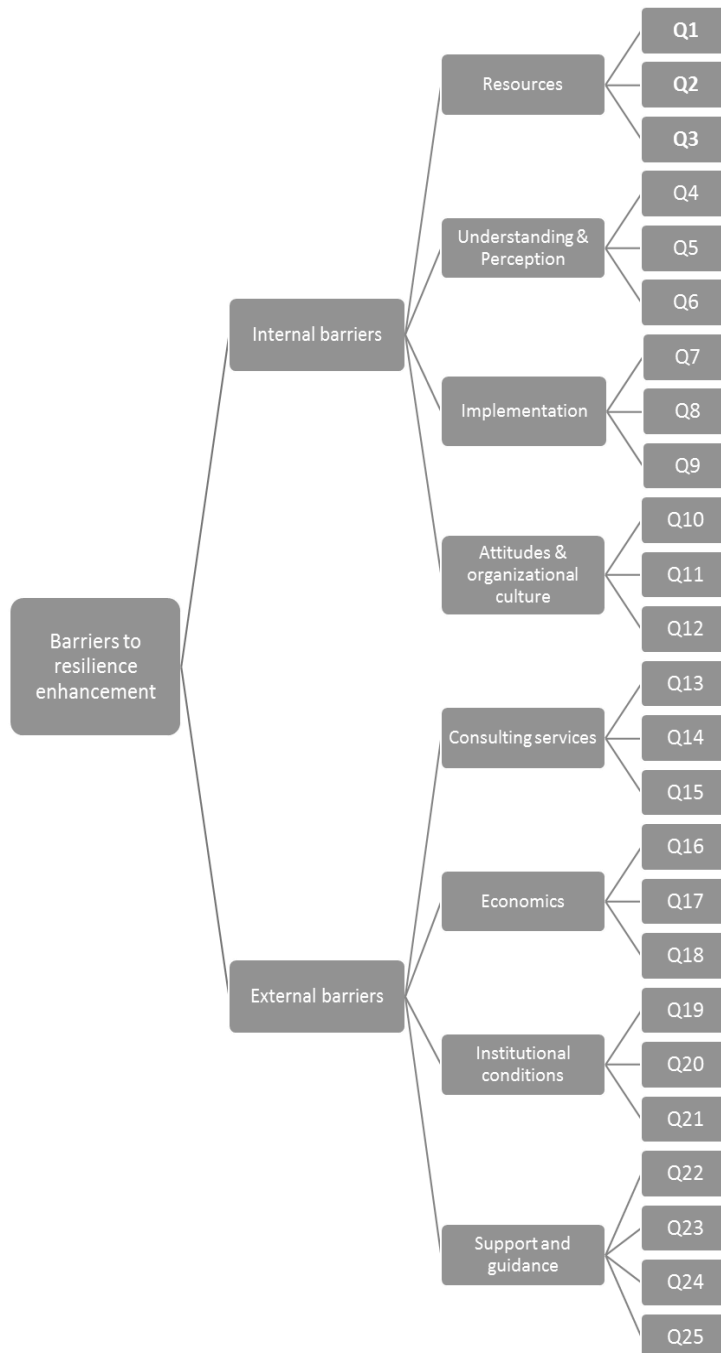 Barriers to
resilience
enhancement
Internal barriers
Resources
Q1
Q2
Q3
Understanding &
Perception
Q4
Q5
Q6
Implementation
Q7
Q8
Q9
Attitudes &
organizational
culture
Q10
Q11
Q12
External barriers
Consulting services
Q13
Q14
Q15
Economics
Q16
Q17
Q18
Institutional
conditions
Q19
Q20
Q21
Support and
guidance
Q22
Q23
Q24
Q25